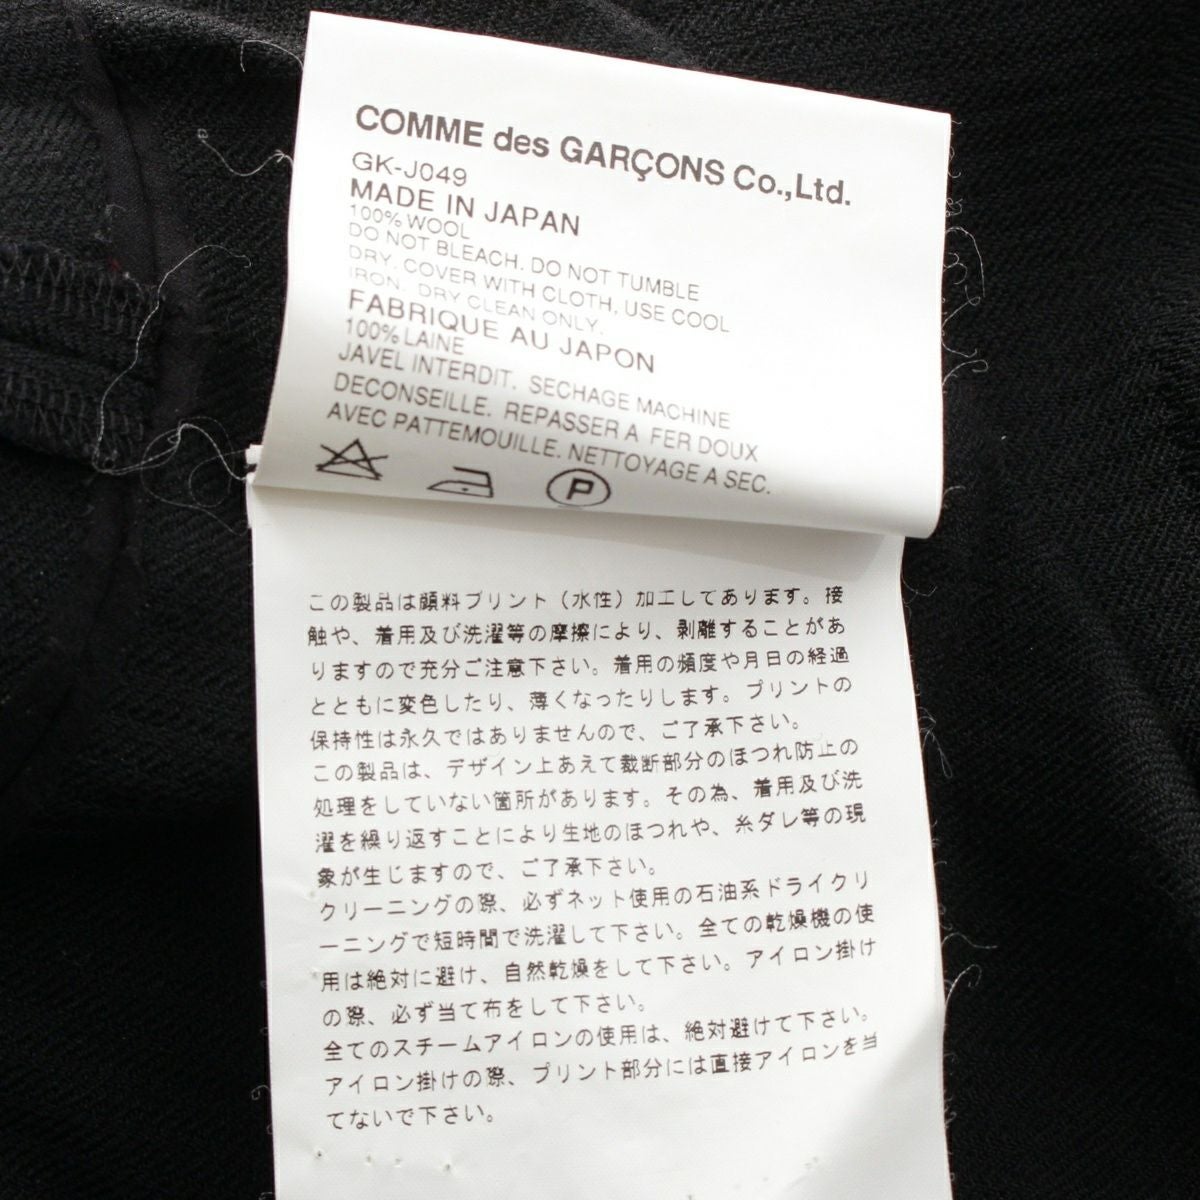 COMME des GARÇONS Co.,Ltd.
GK-J049
MADE IN JAPAN
100% WOOL
DO NOT BLEACH. DO NOT TUMBLE
DRY. COVER WITH CLOTH, USE COOL
IRON. DRY CLEAN ONLY.
FABRIQUE AU JAPON
100% LAINE
JAVEL INTERDIT. SECHAGE MACHINE
DECONSEILLE. REPASSER A FER DOUX
AVEC PATTEMOUILLE. NETTOYAGE A SEC.
P
この製品は顔料プリント（水性）加工してあります。接
触や、着用及び洗濯等の摩擦により、剥離することがあ
りますので充分ご注意下さい。着用の頻度や月日の経過
とともに変色したり、薄くなったりします。プリントの
保持性は永久ではありませんので、ご了承下さい。
この製品は、デザイン上あえて裁断部分のほつれ防止の
処理をしていない箇所があります。その為、着用及び洗
濯を繰り返すことにより生地のほつれや、糸ダレ等の現
象が生じますので、ご了承下さい。
クリーニングの際、必ずネット使用の石油系ドライクリ
ーニングで短時間で洗濯して下さい。全ての乾燥機の使
用は絶対に避け、自然乾燥をして下さい。アイロン掛け
の際、必ず当て布をして下さい。
全てのスチームアイロンの使用は、絶対避けて下さい。
アイロン掛けの際、プリント部分には直接アイロンを当
てないで下さい。